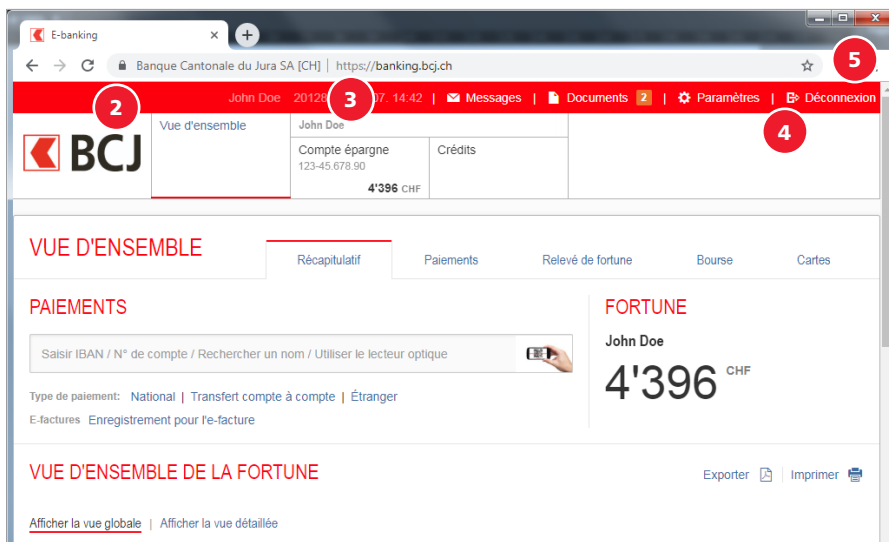 E-banking
Banque Cantonale du Jura SA [CH] | https://banking.bcj.ch
5
2
3
John Doe 20128 07. 14:42 | Messages | Documents 2 | Paramètres | Déconnexion
4
BCJ
Vue d'ensemble
John Doe
Compte épargne
123-45.678.90
4'396 CHF
Crédits
VUE D'ENSEMBLE
Récapitulatif Paiements Relevé de fortune Bourse Cartes
PAIEMENTS
Saisir IBAN / N° de compte / Rechercher un nom / Utiliser le lecteur optique
Type de paiement: National | Transfert compte à compte | Étranger
E-factures Enregistrement pour l'e-facture
FORTUNE
John Doe
4'396 CHF
VUE D'ENSEMBLE DE LA FORTUNE
Exporter Imprimer
Afficher la vue globale | Afficher la vue détaillée